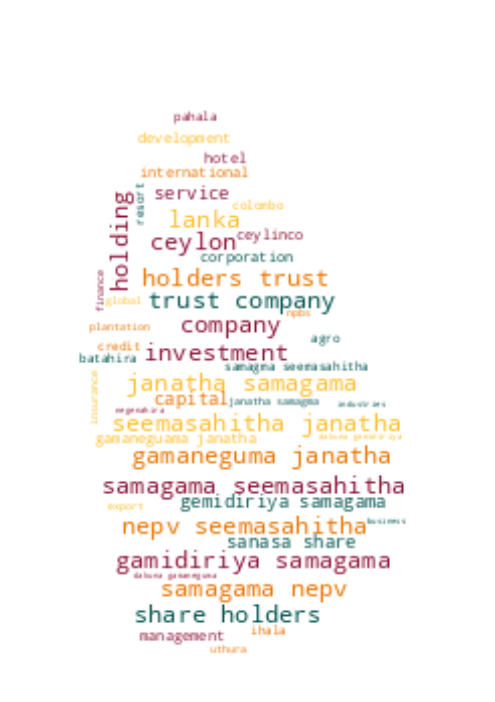 pahala
development
hotel
international
resort
service
holding
colombo
lanka
ceylinco
ceylon
corporation
finance
holders trust
global
trust company
npbs
company
plantation
agro
credit
investment
batahira
samagma seemasahitha
insurance
janatha samagama
capital
janatha samagma
industries
negenahira
seemasahitha janatha
gamaneguama janatha
gamaneguma janatha
samagama seemasahitha
gemidiriya samagama
export
nepv seemasahitha
business
sanasa share
gamidiriya samagama
dakuna gamaneguma
samagama nepv
share holders
ihala
management
uthura